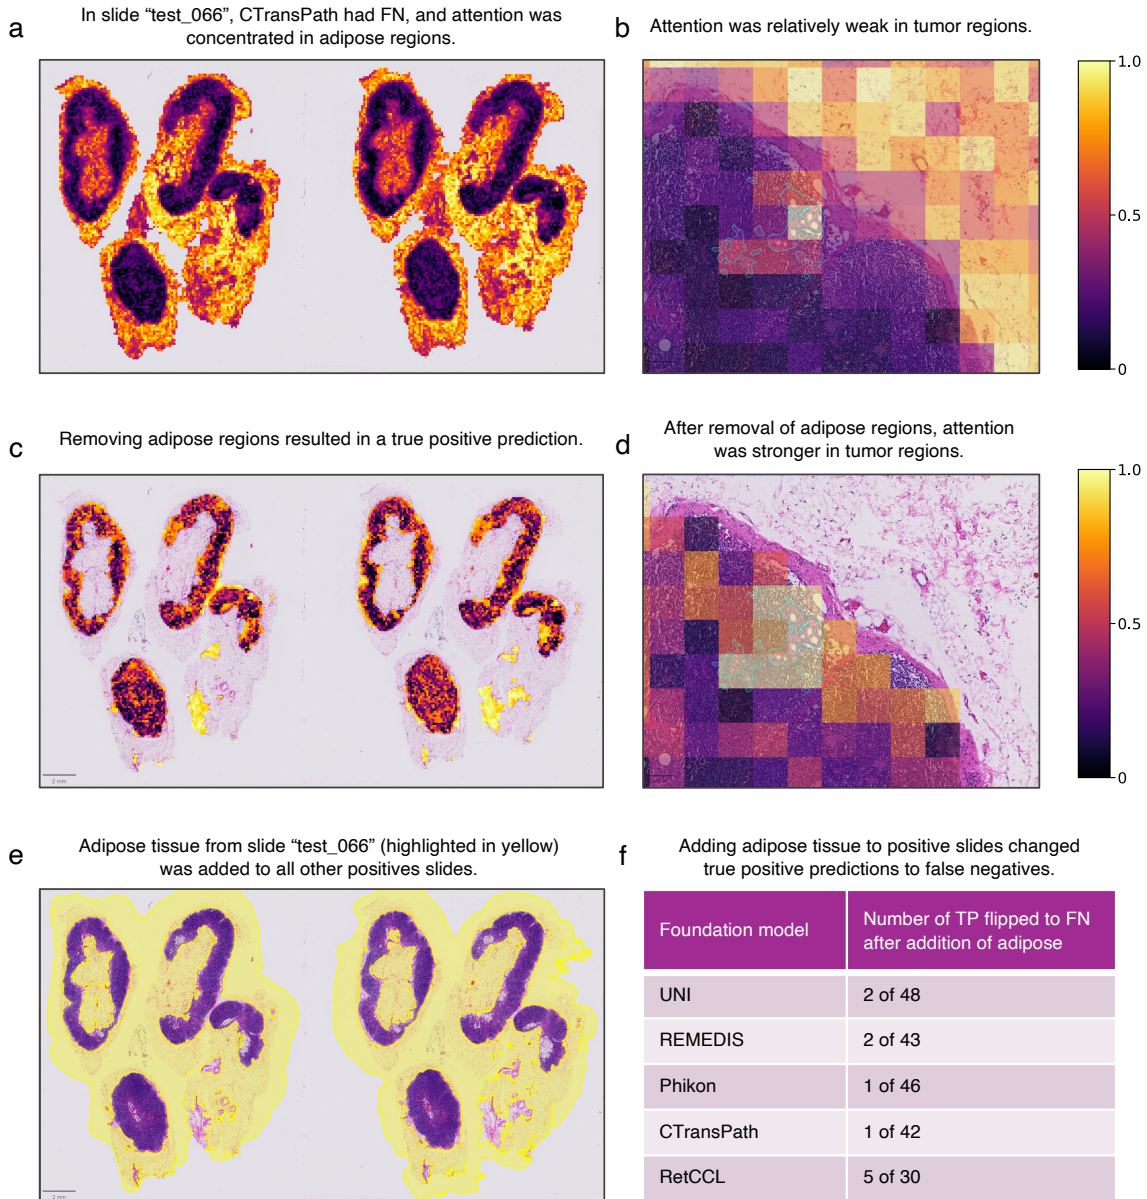 a
In slide “test_066”, CTransPath had FN, and attention was
concentrated in adipose regions.
b
Attention was relatively weak in tumor regions.
1.0
0.5
0
c
Removing adipose regions resulted in a true positive prediction.
2 mm
d
After removal of adipose regions, attention
was stronger in tumor regions.
1.0
0.5
0
e
Adipose tissue from slide “test_066” (highlighted in yellow)
was added to all other positives slides.
2 mm
f
Adding adipose tissue to positive slides changed
true positive predictions to false negatives.
Foundation model
Number of TP flipped to FN
after addition of adipose
UNI
2 of 48
REMEDIS
2 of 43
Phikon
1 of 46
CTransPath
1 of 42
RetCCL
5 of 30